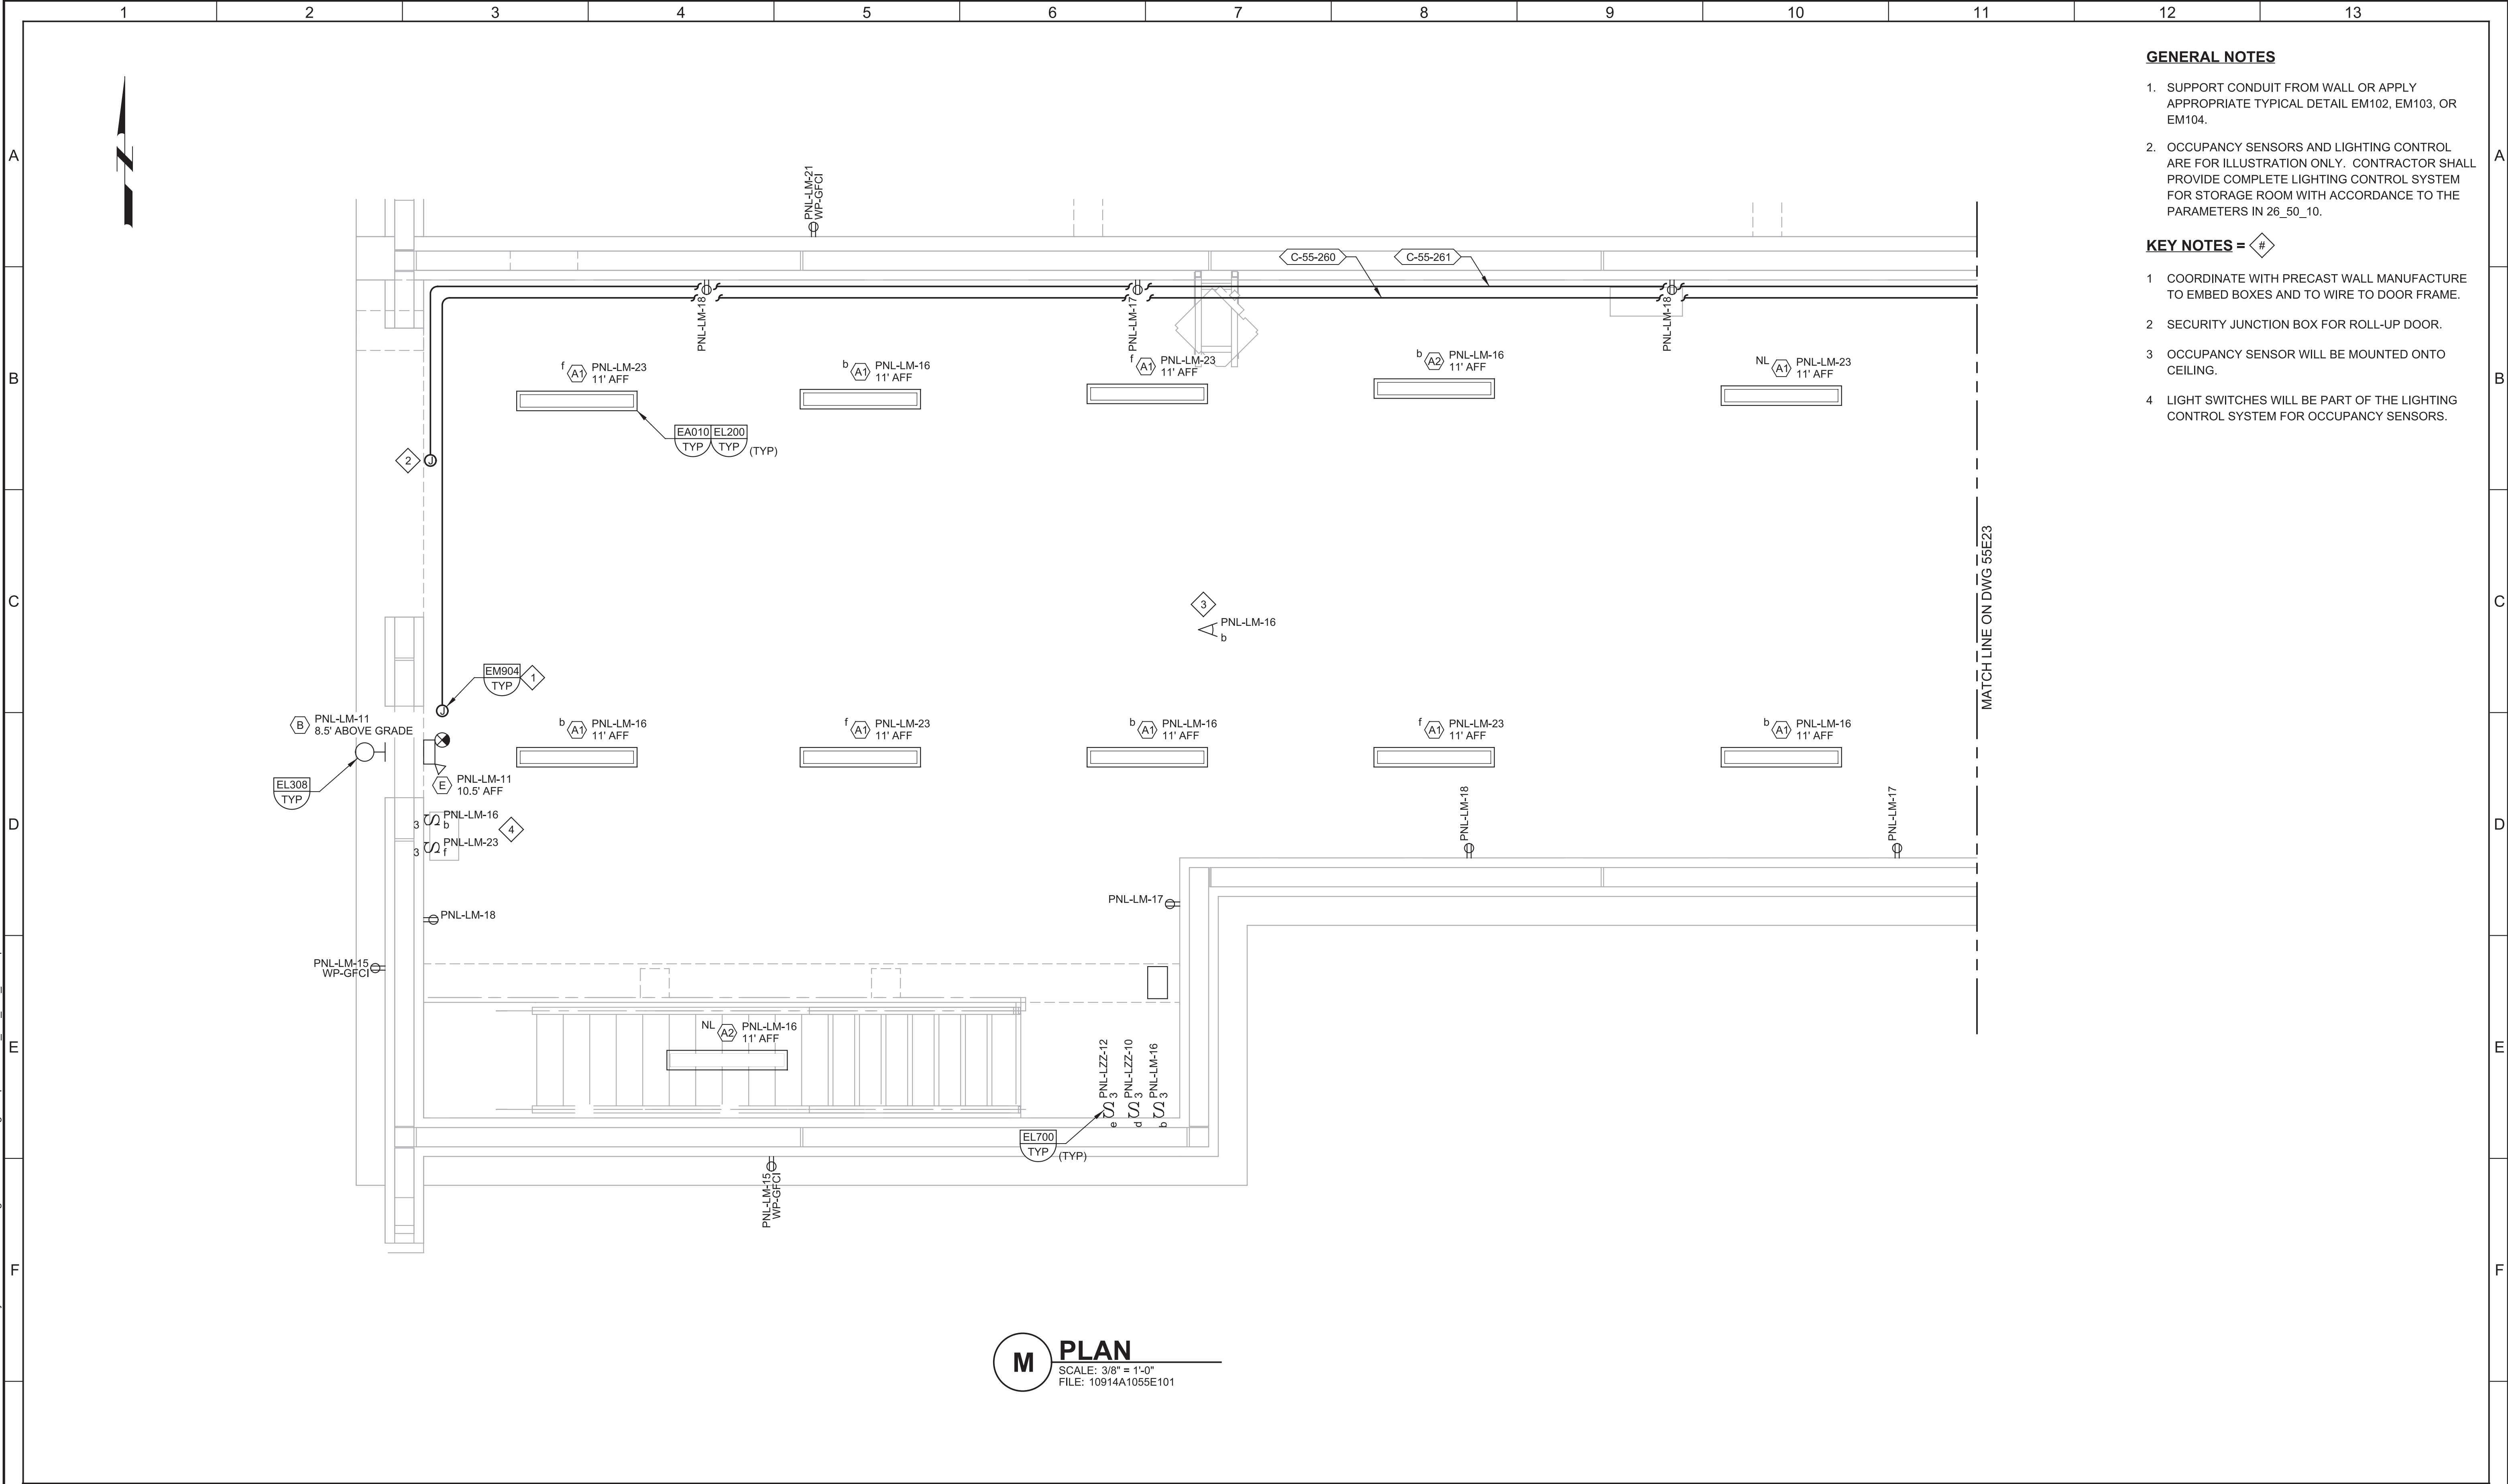 1 2 3 4 5 6 7 8 9 10 11 12 13
GENERAL NOTES
1. SUPPORT CONDUIT FROM WALL OR APPLY
APPROPRIATE TYPICAL DETAIL EM102, EM103, OR
EM104.
2. OCCUPANCY SENSORS AND LIGHTING CONTROL
ARE FOR ILLUSTRATION ONLY. CONTRACTOR SHALL
PROVIDE COMPLETE LIGHTING CONTROL SYSTEM
FOR STORAGE ROOM WITH ACCORDANCE TO THE
PARAMETERS IN 26_50_10.
KEY NOTES = #
1 COORDINATE WITH PRECAST WALL MANUFACTURE
TO EMBED BOXES AND TO WIRE TO DOOR FRAME.
2 SECURITY JUNCTION BOX FOR ROLL-UP DOOR.
3 OCCUPANCY SENSOR WILL BE MOUNTED ONTO
CEILING.
4 LIGHT SWITCHES WILL BE PART OF THE LIGHTING
CONTROL SYSTEM FOR OCCUPANCY SENSORS.
A
A
B
B
C
C
D
D
E
E
F
F
Z
PNL-LM-21
WP-GFCI
C-55-260
C-55-261
PNL-LM-18
PNL-LM-17
PNL-LM-18
f A1 PNL-LM-23
11' AFF
b A1 PNL-LM-16
11' AFF
f A1 PNL-LM-23
11' AFF
b A2 PNL-LM-16
11' AFF
NL A1 PNL-LM-23
11' AFF
EA010 EL200
TYP TYP (TYP)
2 J
MATCH LINE ON DWG 55E23
3
PNL-LM-16
b
EM904
TYP
1
J
B PNL-LM-11
8.5' ABOVE GRADE
EL308
TYP
E PNL-LM-11
10.5' AFF
b A1 PNL-LM-16
11' AFF
f A1 PNL-LM-23
11' AFF
b A1 PNL-LM-16
11' AFF
f A1 PNL-LM-23
11' AFF
b A1 PNL-LM-16
11' AFF
3 S PNL-LM-16
b
4
3 S PNL-LM-23
f
PNL-LM-18
PNL-LM-17
PNL-LM-18
PNL-LM-17
PNL-LM-15
WP-GFCI
NL A2 PNL-LM-16
11' AFF
PNL-LZZ-12
S 3
e
PNL-LZZ-10
S 3
d
PNL-LM-16
S 3
b
EL700
TYP (TYP)
PNL-LM-15
WP-GFCI
M PLAN
SCALE: 3/8" = 1'-0"
FILE: 10914A1055E101